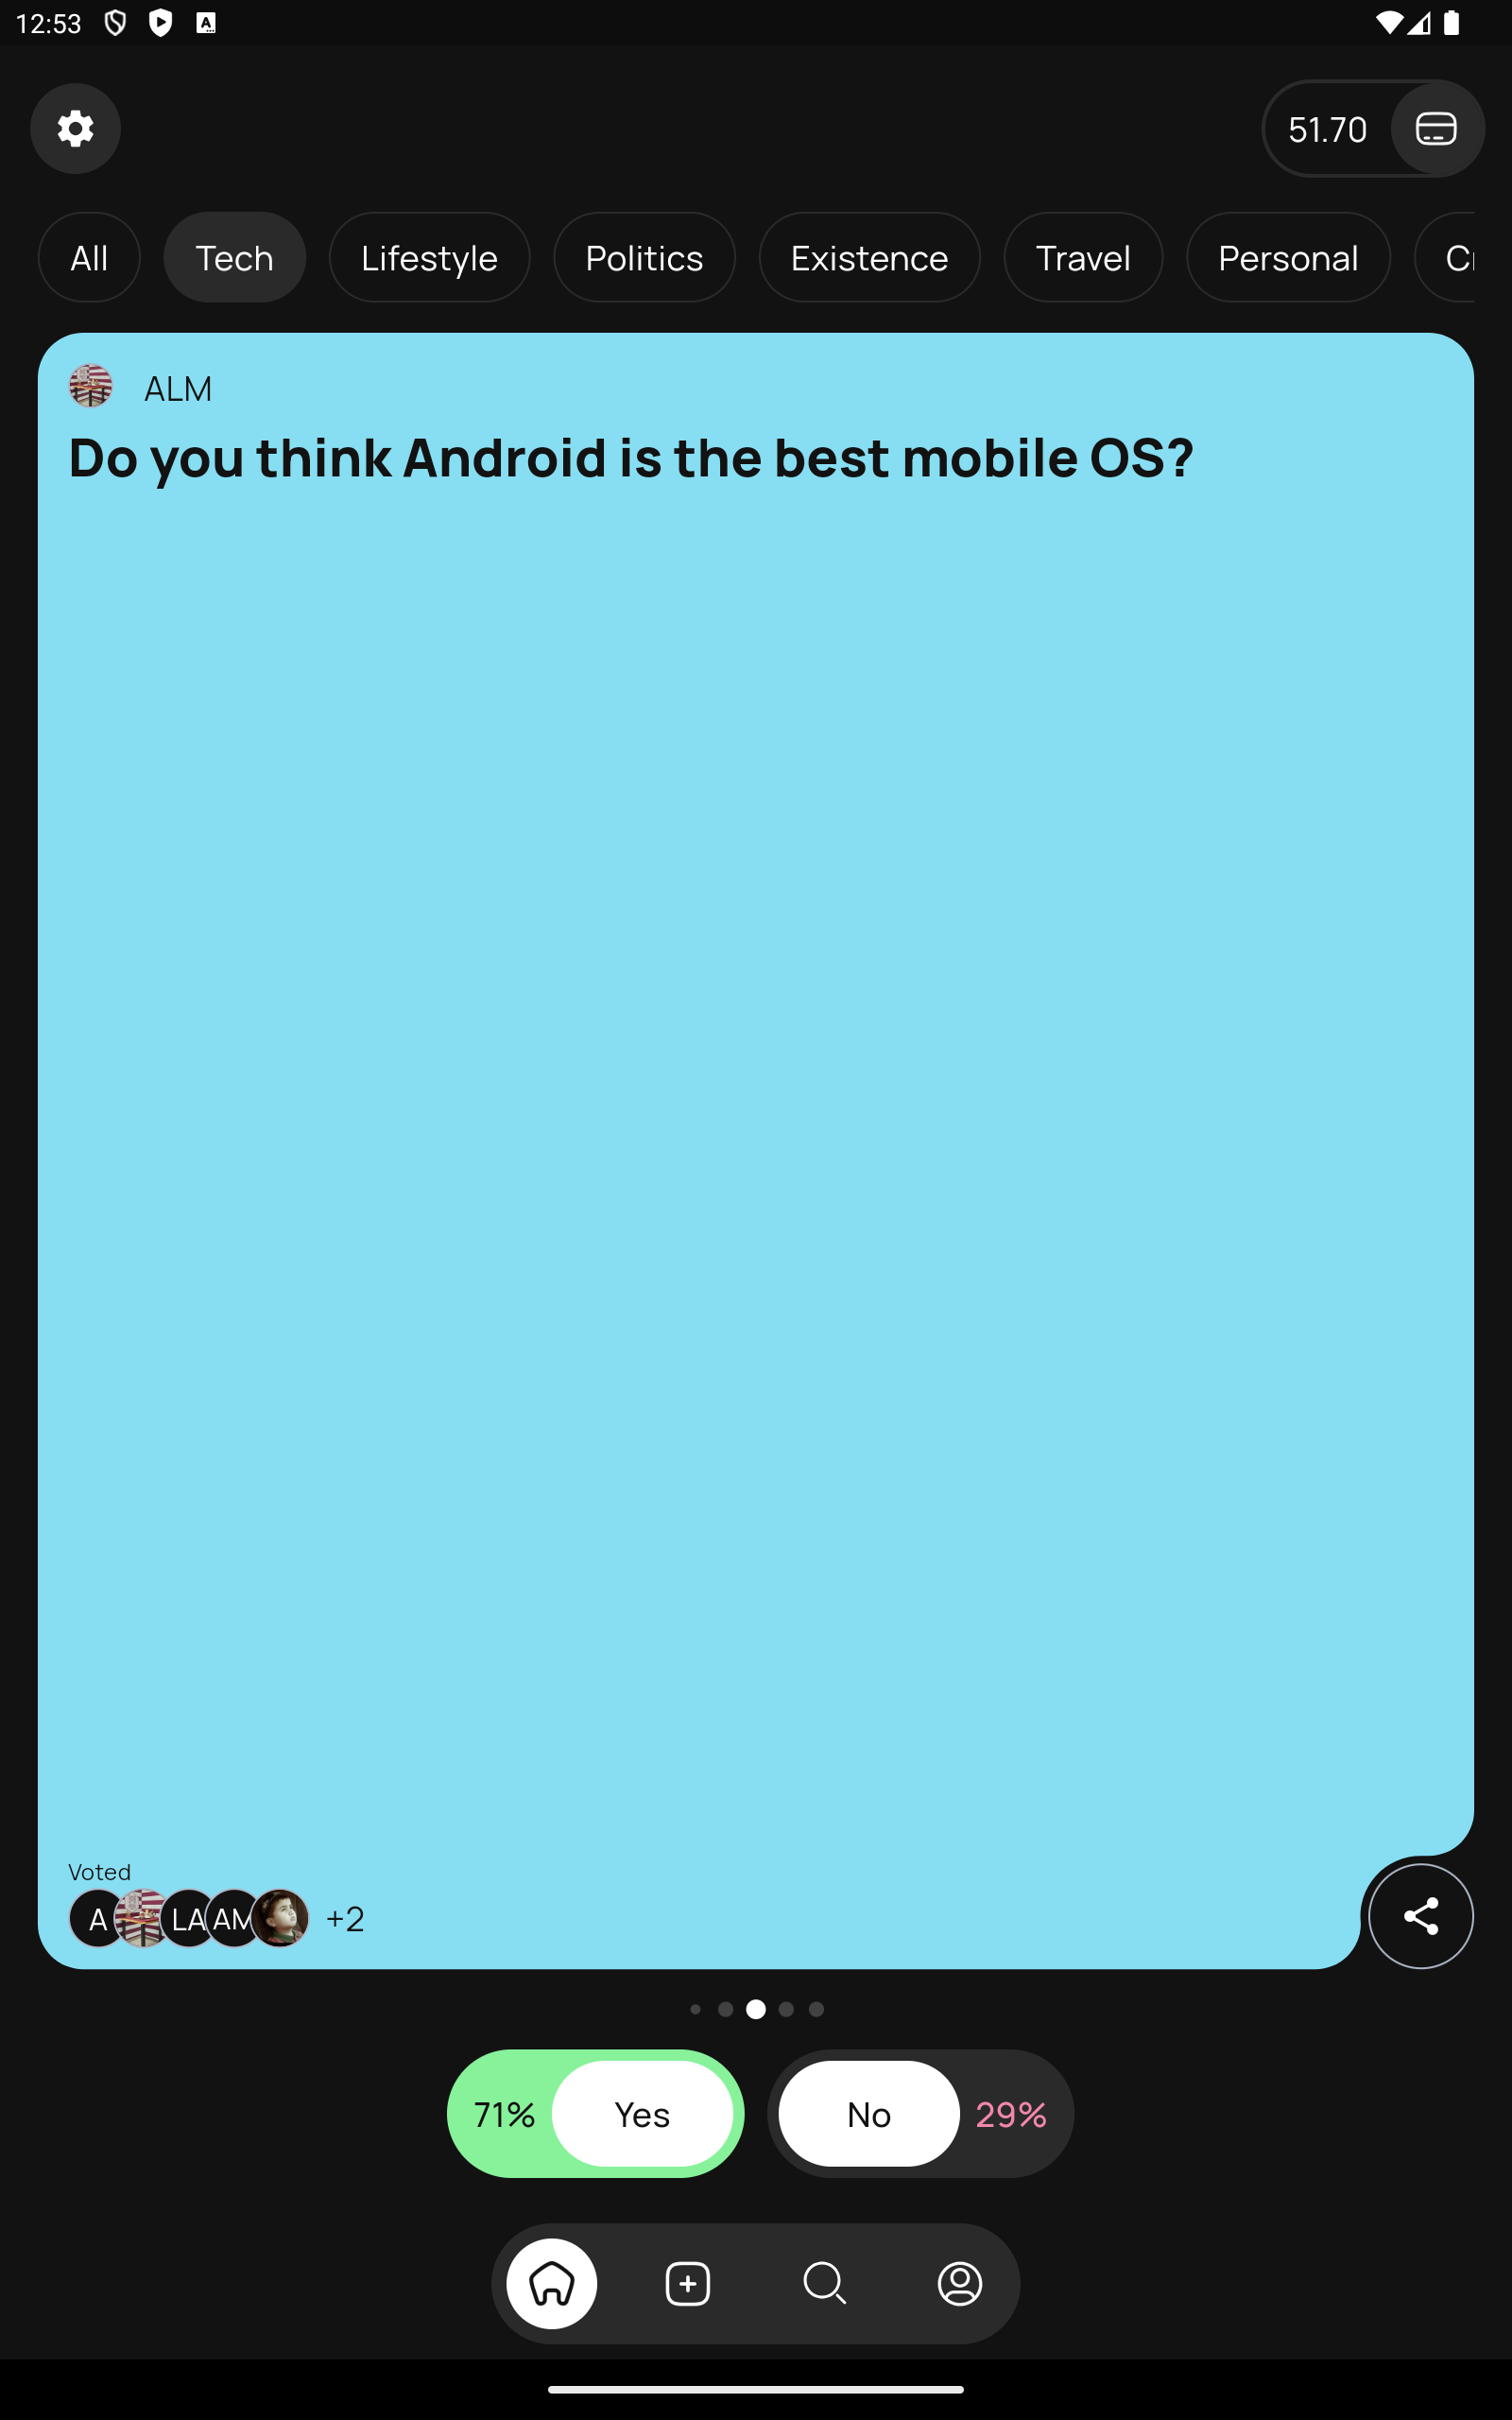 12:53
51.70
All Tech Lifestyle Politics Existence Travel Personal
ALM
Do you think Android is the best mobile OS?
Voted
A LA AM +2
71% Yes No 29%